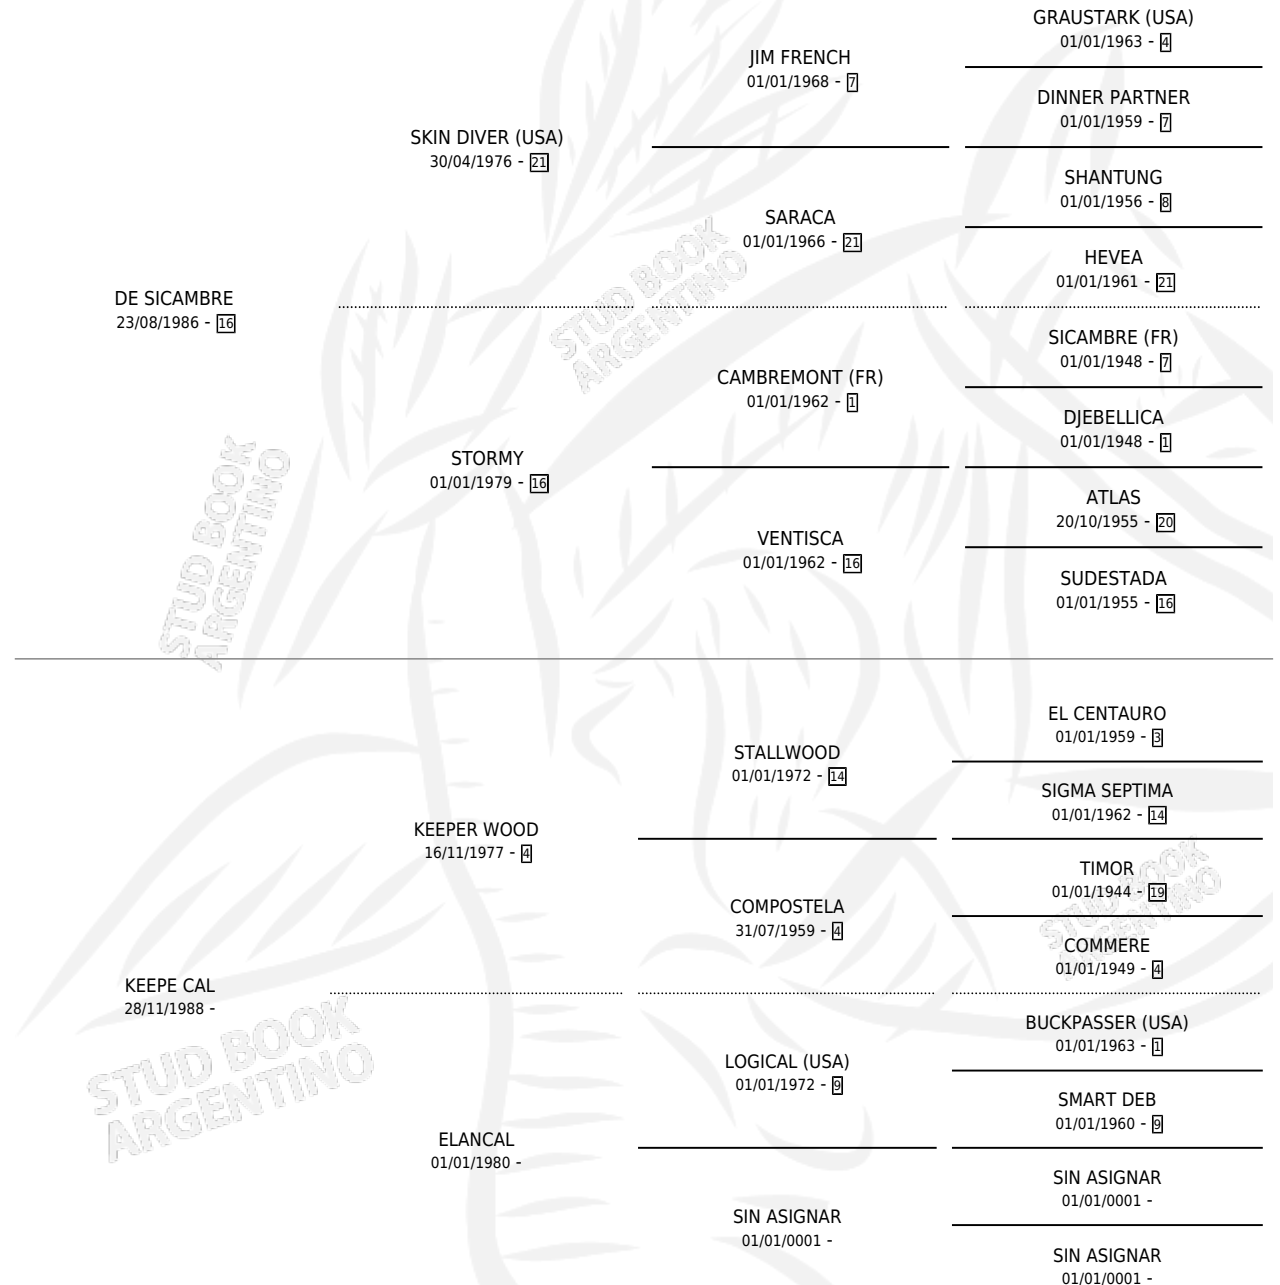 GRAUSTARK (USA)
01/01/1963 - 4
JIM FRENCH
01/01/1968 - 7
DINNER PARTNER
01/01/1959 - 7
SKIN DIVER (USA)
30/04/1976 - 21
SHANTUNG
01/01/1956 - 8
SARACA
01/01/1966 - 21
HEVEA
01/01/1961 - 21
DE SICAMBRE
23/08/1986 - 16
SICAMBRE (FR)
01/01/1948 - 7
CAMBREMONT (FR)
01/01/1962 - 1
DJEBELLICA
01/01/1948 - 1
STORMY
01/01/1979 - 16
ATLAS
20/10/1955 - 20
VENTISCA
01/01/1962 - 16
SUDESTADA
01/01/1955 - 16
STUD BOOK
ARGENTINO
STUD BOOK
ARGENTINO
EL CENTAURO
01/01/1959 - 3
STALLWOOD
01/01/1972 - 14
SIGMA SEPTIMA
01/01/1962 - 14
KEEPER WOOD
16/11/1977 - 4
TIMOR
01/01/1944 - 19
COMPOSTELA
31/07/1959 - 4
COMMERE
01/01/1949 - 4
STUD BOOK
ARGENTINO
KEEPE CAL
28/11/1988 -
BUCKPASSER (USA)
01/01/1963 - 1
LOGICAL (USA)
01/01/1972 - 9
SMART DEB
01/01/1960 - 9
STUD BOOK
ARGENTINO
ELANCAL
01/01/1980 -
SIN ASIGNAR
01/01/0001 -
SIN ASIGNAR
01/01/0001 -
SIN ASIGNAR
01/01/0001 -